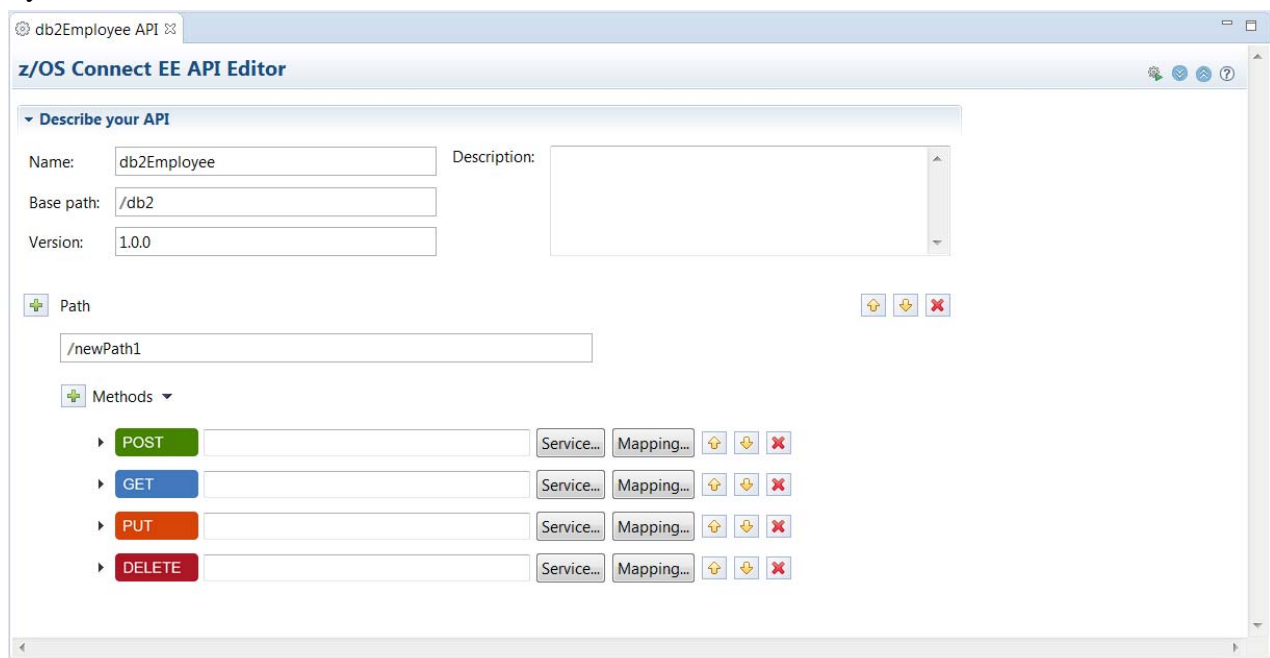 db2Employee API
z/OS Connect EE API Editor
Describe your API
Name: db2Employee Description:
Base path: /db2
Version: 1.0.0
Path
/newPath1
Methods
POST Service... Mapping...
GET Service... Mapping...
PUT Service... Mapping...
DELETE Service... Mapping...